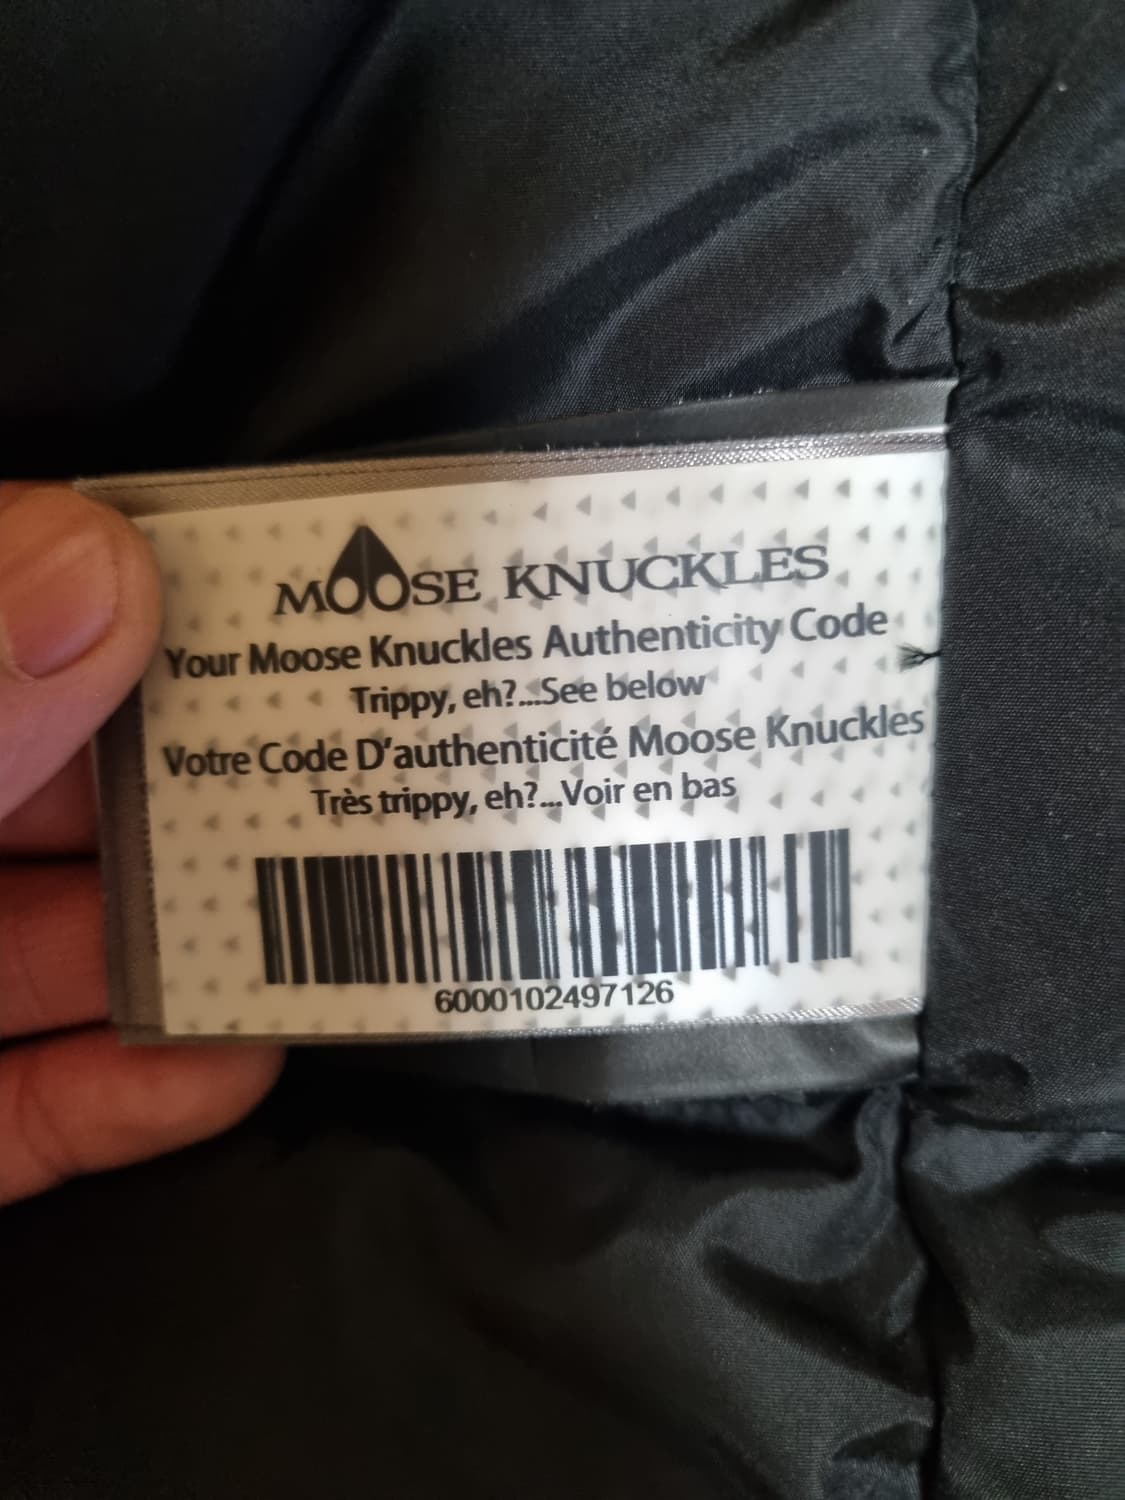 MOOSE KNUCKLES
Your Moose Knuckles Authenticity Code
Trippy, eh?...See below
Votre Code D'authenticité Moose Knuckles
Très trippy, eh?...Voir en bas
6000102497126